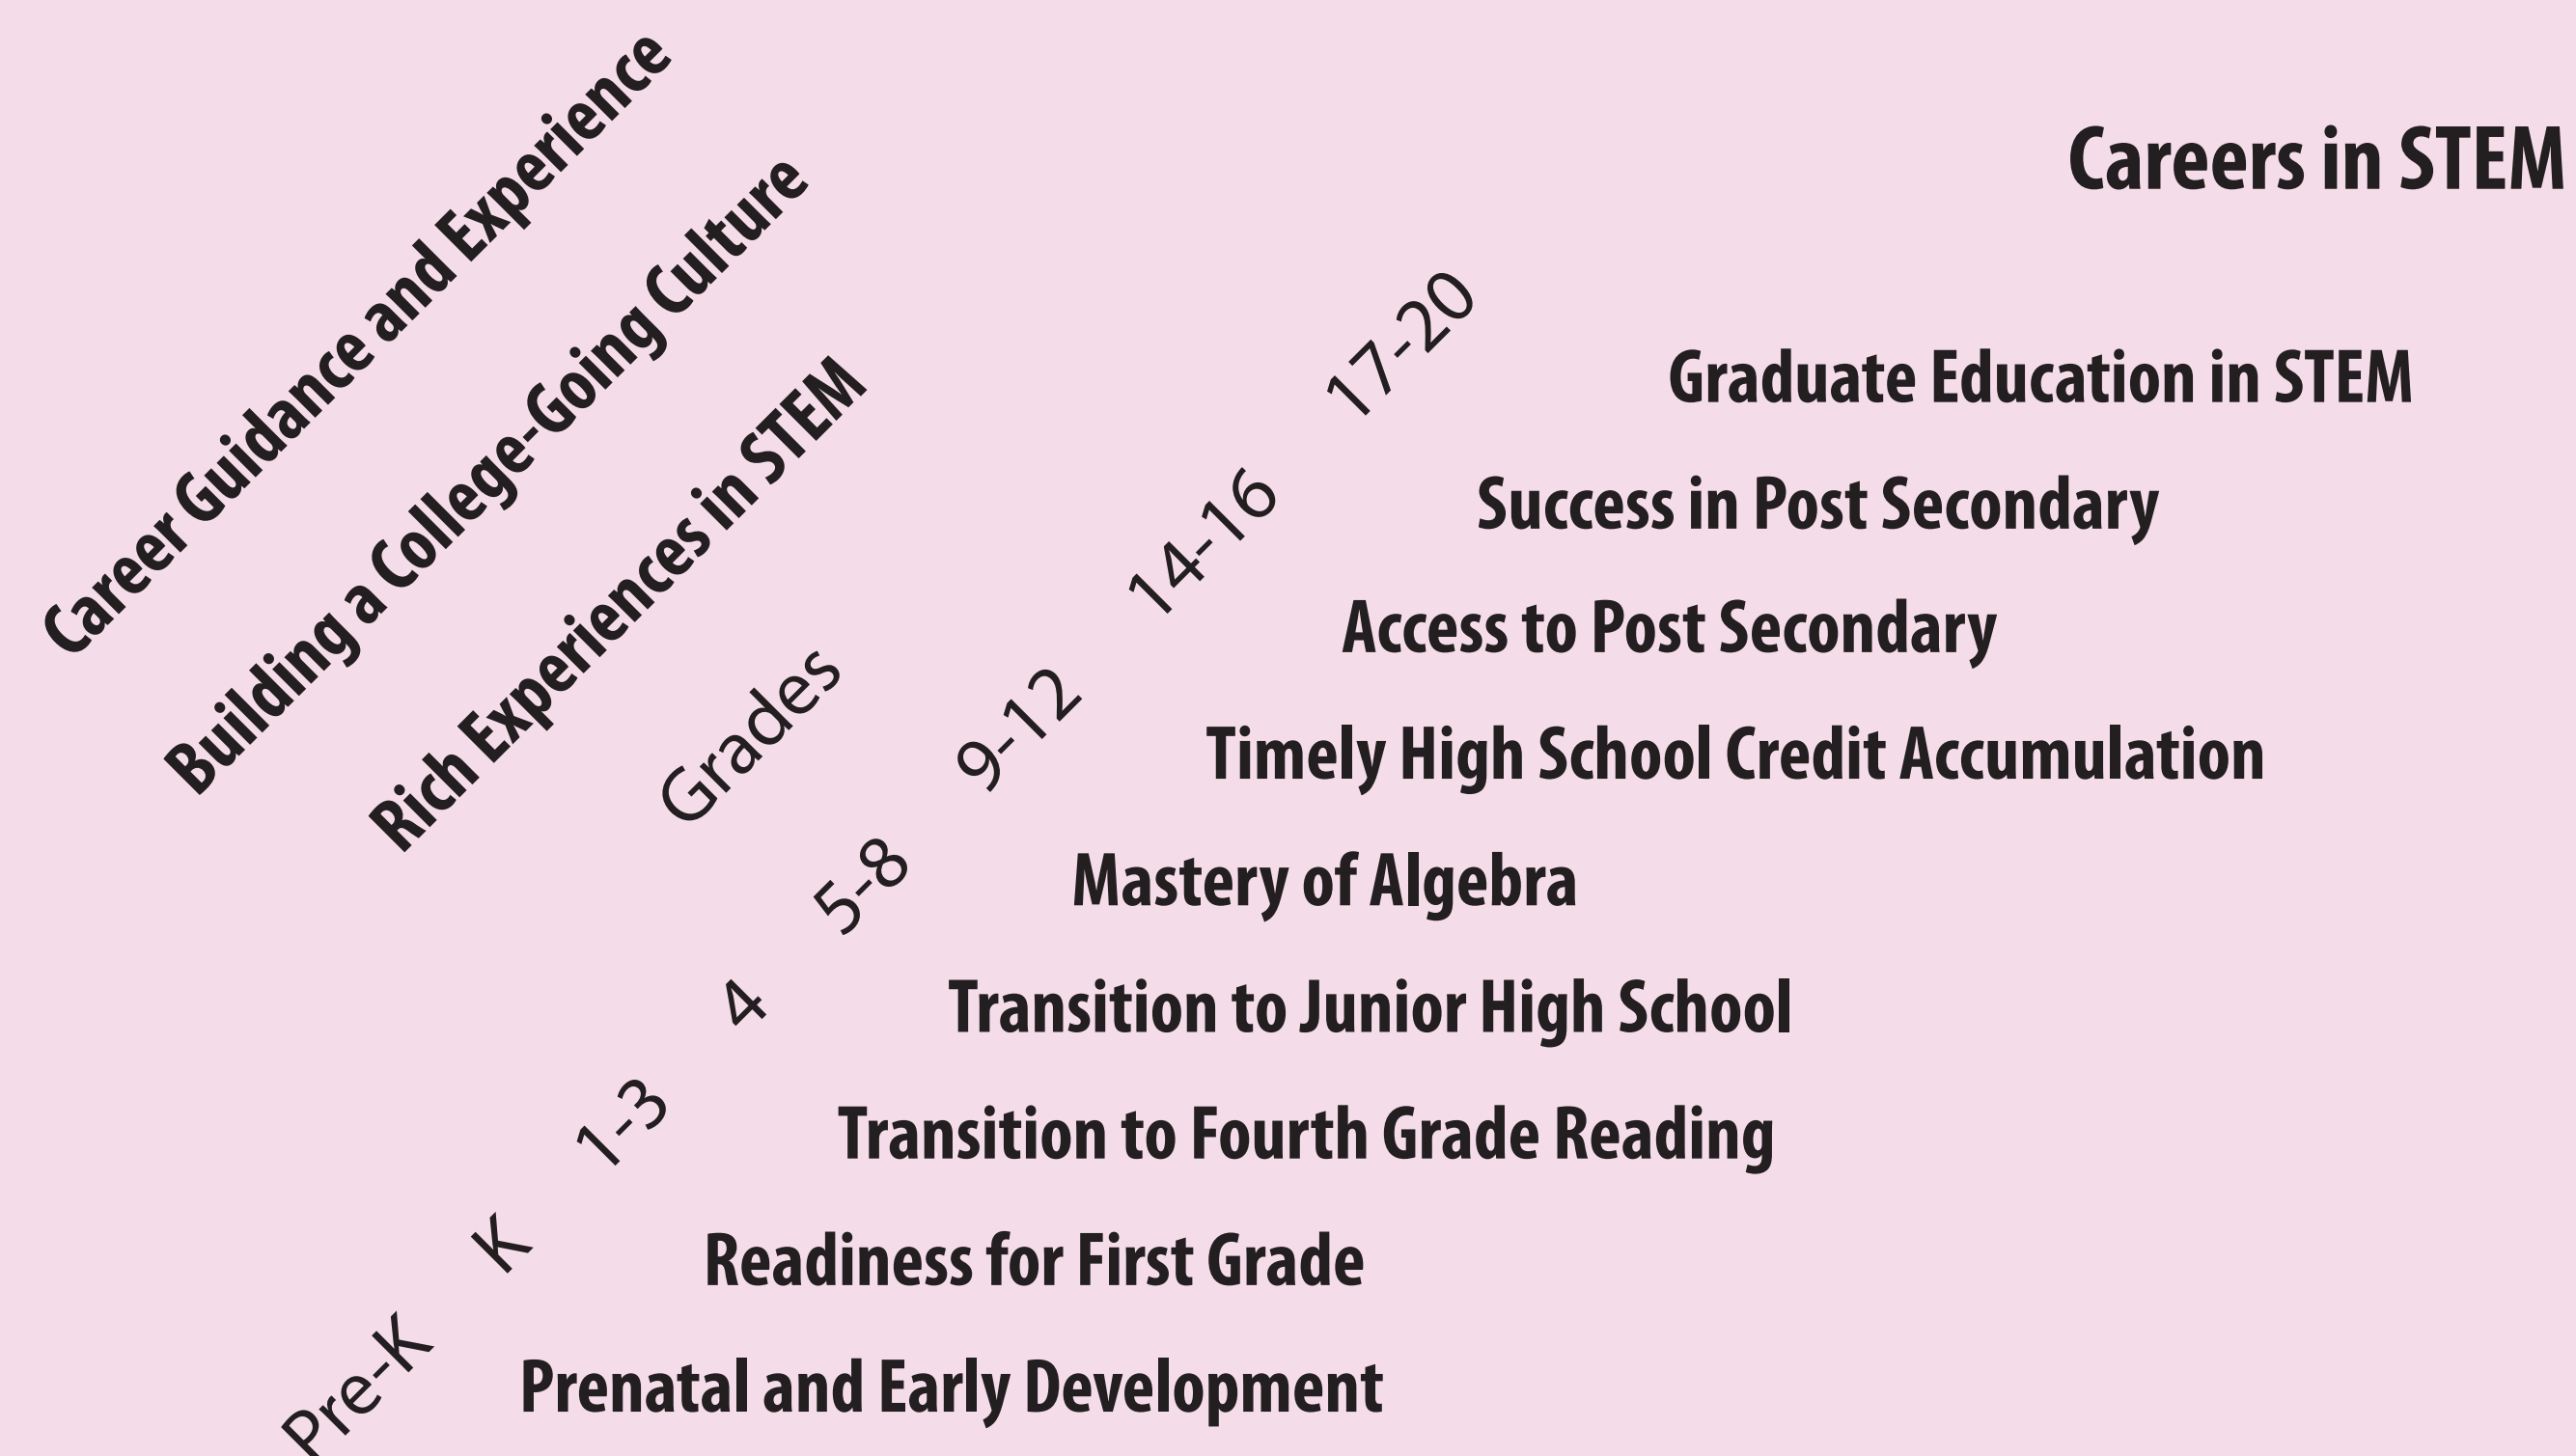 Career Guidance and Experience
Building a College-Going Culture
Rich Experiences in STEM
Grades
Careers in STEM
17-20
Graduate Education in STEM
14-16
Success in Post Secondary
Access to Post Secondary
9-12
Timely High School Credit Accumulation
5-8
Mastery of Algebra
4
Transition to Junior High School
1-3
Transition to Fourth Grade Reading
K
Readiness for First Grade
Pre-K
Prenatal and Early Development